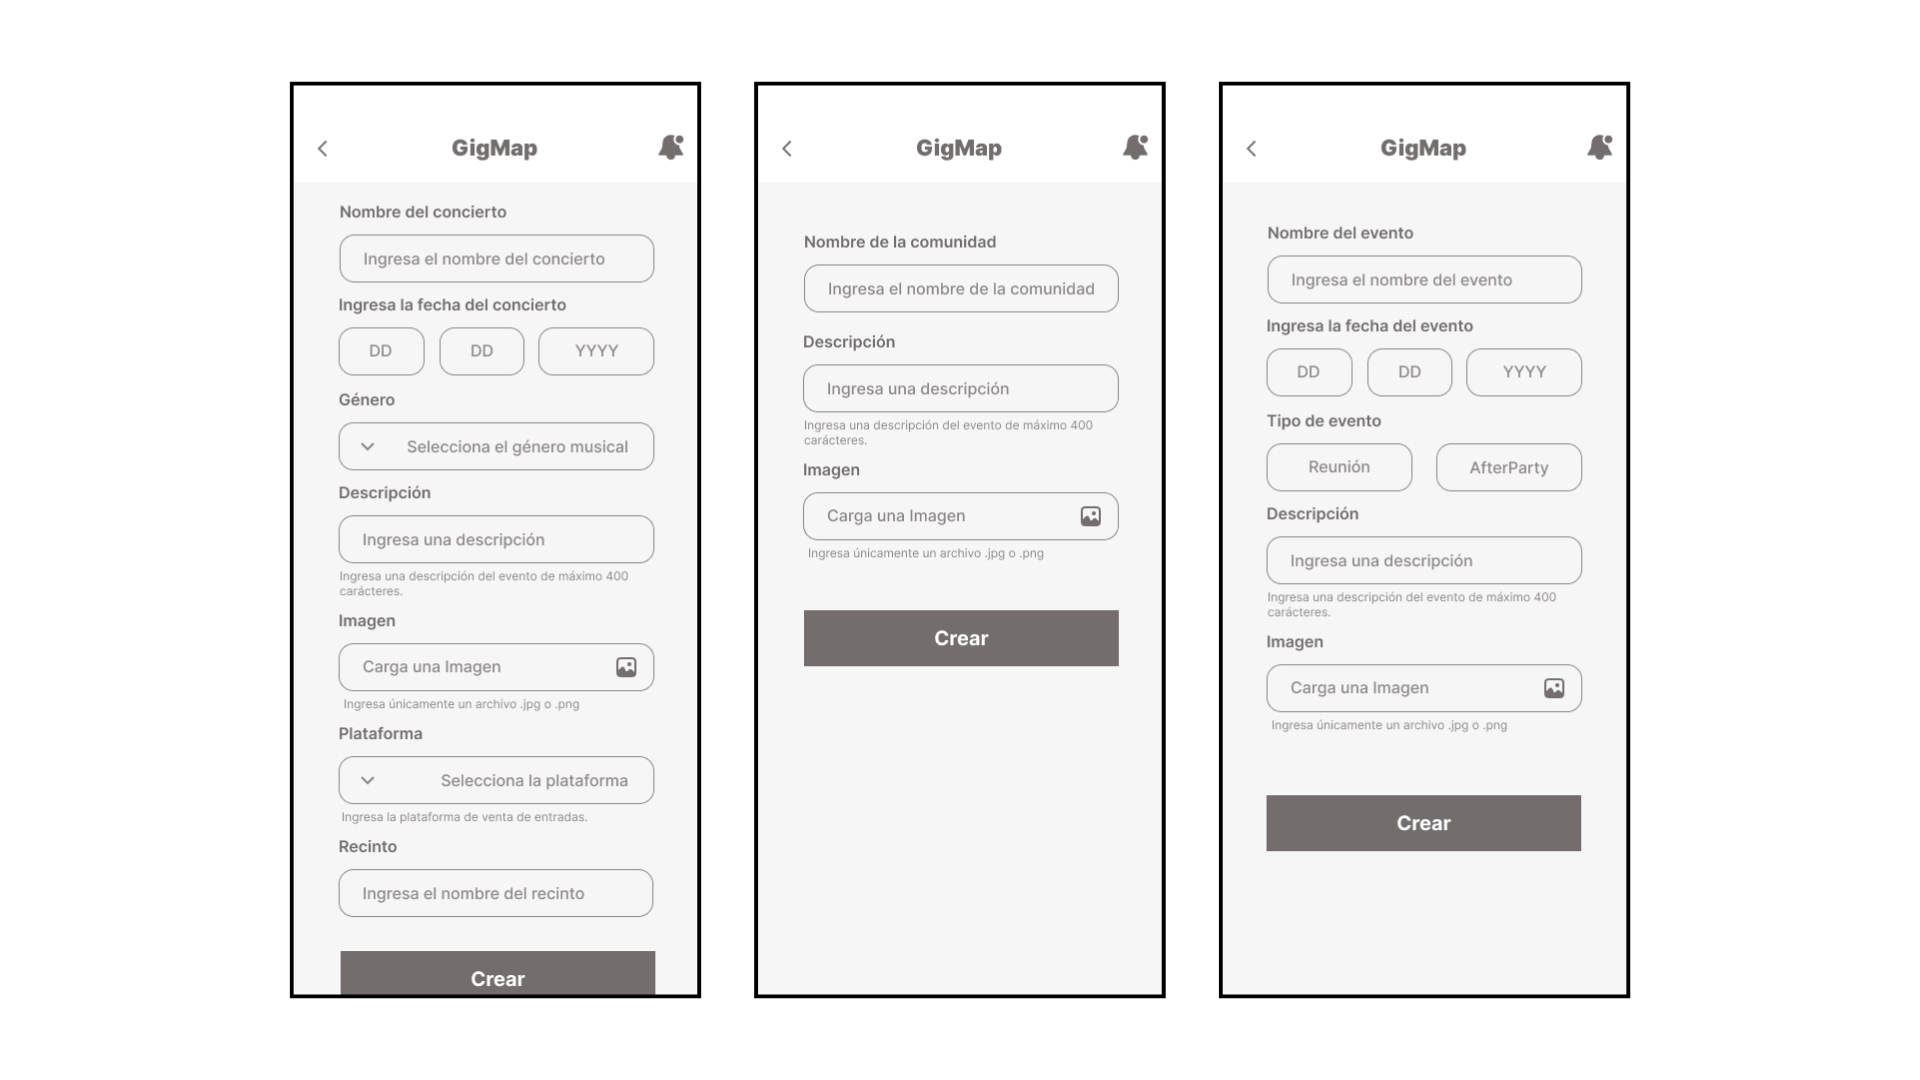 GigMap
Nombre del concierto
Ingresa el nombre del concierto
Ingresa la fecha del concierto
DD DD YYYY
Género
Selecciona el género musical
Descripción
Ingresa una descripción
Ingresa una descripción del evento de máximo 400
carácteres.
Imagen
Carga una Imagen
Ingresa únicamente un archivo .jpg o .png
Plataforma
Selecciona la plataforma
Ingresa la plataforma de venta de entradas.
Recinto
Ingresa el nombre del recinto
Crear
GigMap
Nombre de la comunidad
Ingresa el nombre de la comunidad
Descripción
Ingresa una descripción
Ingresa una descripción del evento de máximo 400
carácteres.
Imagen
Carga una Imagen
Ingresa únicamente un archivo .jpg o .png
Crear
GigMap
Nombre del evento
Ingresa el nombre del evento
Ingresa la fecha del evento
DD DD YYYY
Tipo de evento
Reunión AfterParty
Descripción
Ingresa una descripción
Ingresa una descripción del evento de máximo 400
carácteres.
Imagen
Carga una Imagen
Ingresa únicamente un archivo .jpg o .png
Crear